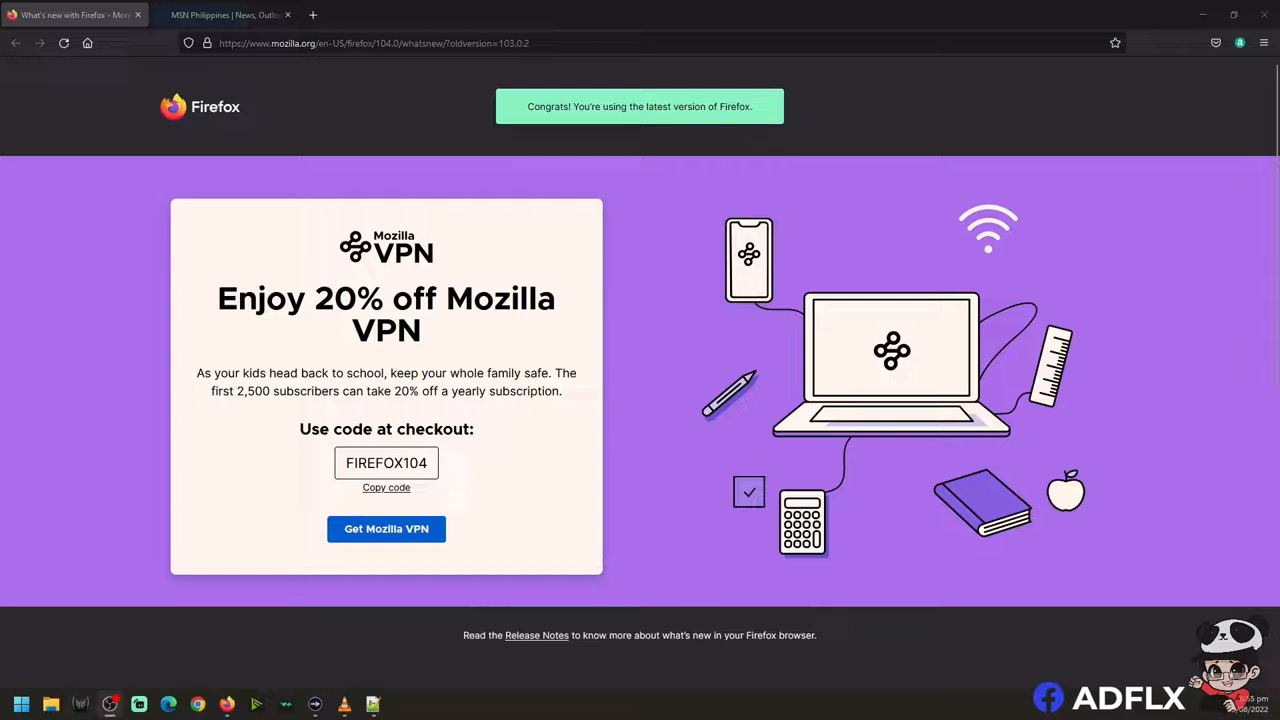 What's new with Firefox - More
MSN Philippines | News, Outlo
https://www.mozilla.org/en-US/firefox/104.0/whatsnew/?oldversion=103.0.2
Firefox
Congrats! You're using the latest version of Firefox.
Mozilla
VPN
Enjoy 20% off Mozilla
VPN
As your kids head back to school, keep your whole family safe. The
first 2,500 subscribers can take 20% off a yearly subscription.
Use code at checkout:
FIREFOX104
Copy code
Get Mozilla VPN
Read the Release Notes to know more about what's new in your Firefox browser.
ADFLX